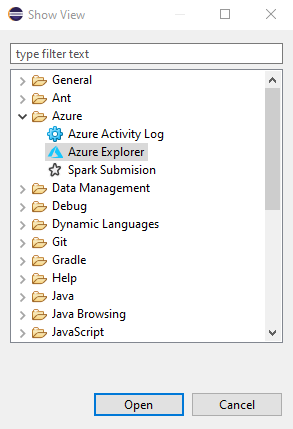 Show View
type filter text
General
Ant
Azure
Azure Activity Log
Azure Explorer
Spark Submision
Data Management
Debug
Dynamic Languages
Git
Gradle
Help
Java
Java Browsing
JavaScript
Open Cancel